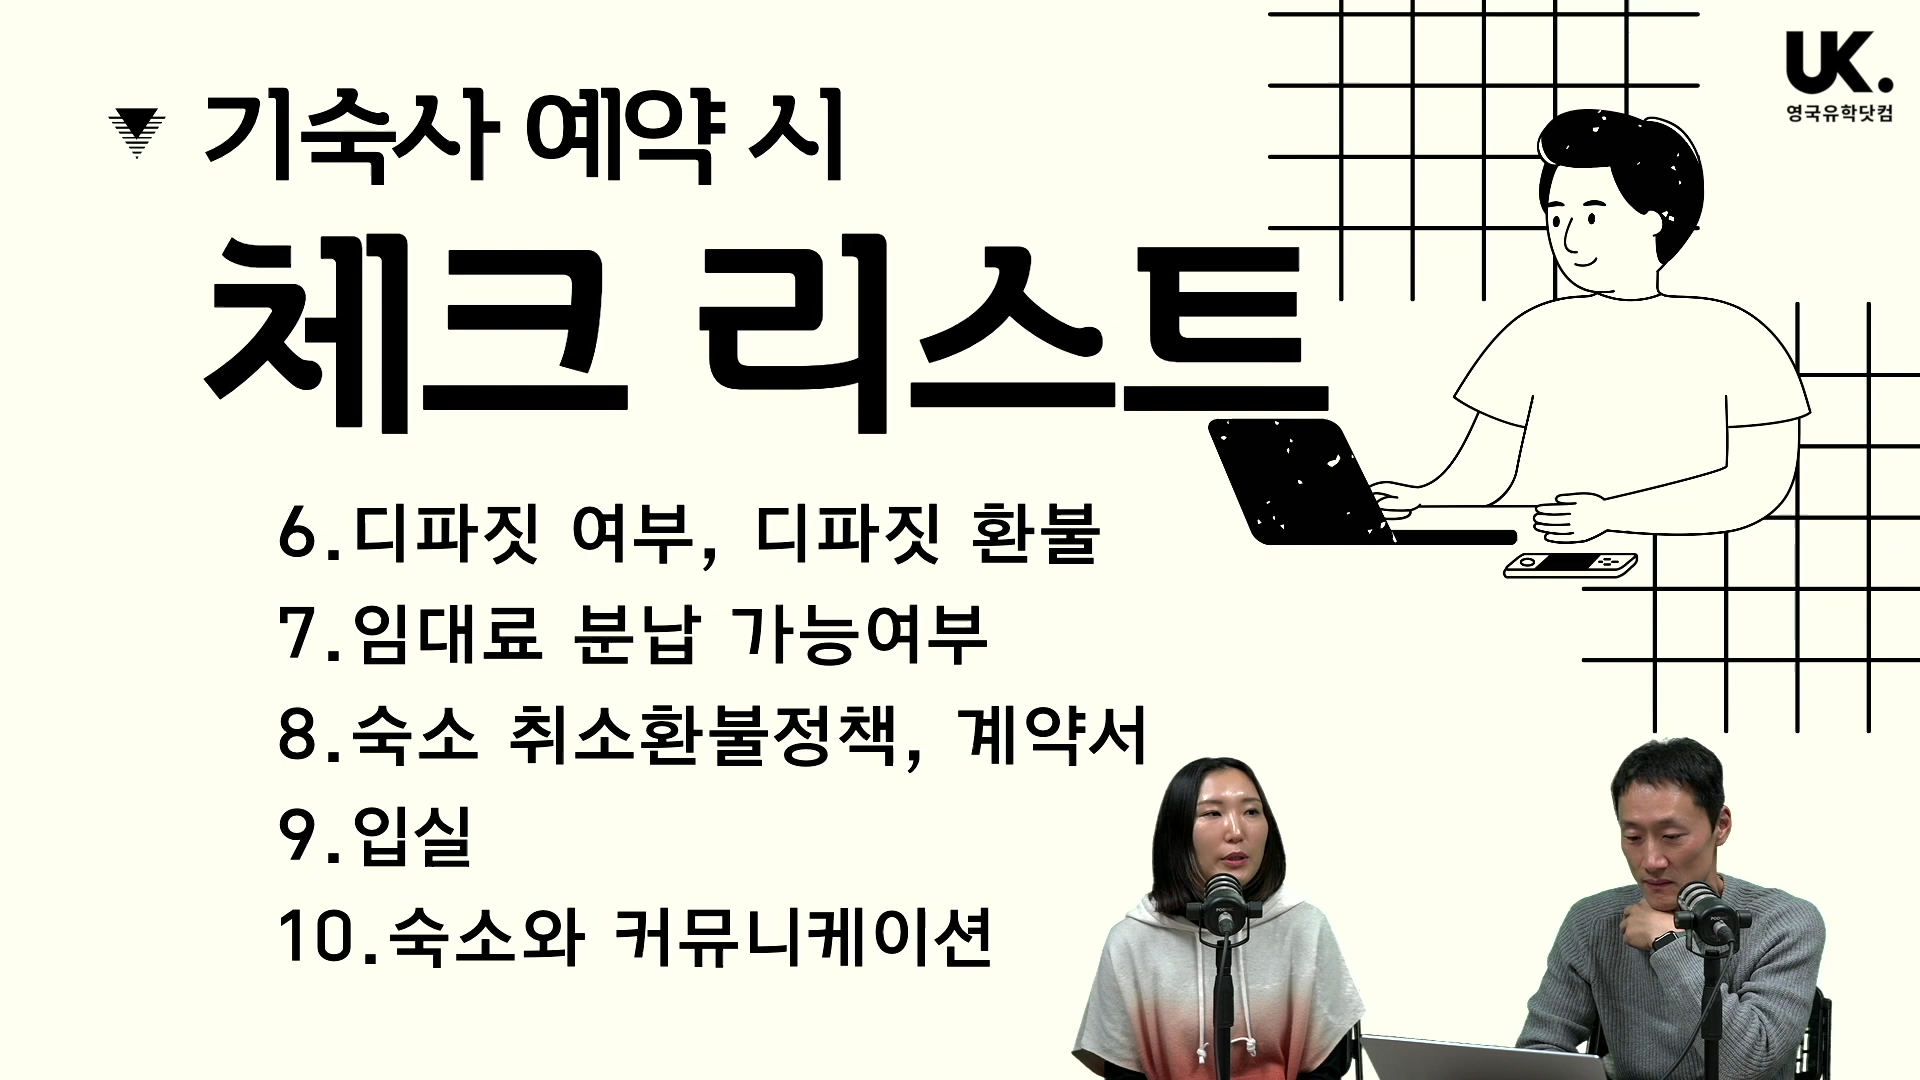 기숙사 예약 시
체크 리스트
UK.
영국유학닷컴
6.디파짓 여부, 디파짓 환불
7.임대료 분납 가능여부
8.숙소 취소환불정책, 계약서
9.입실
10.숙소와 커뮤니케이션